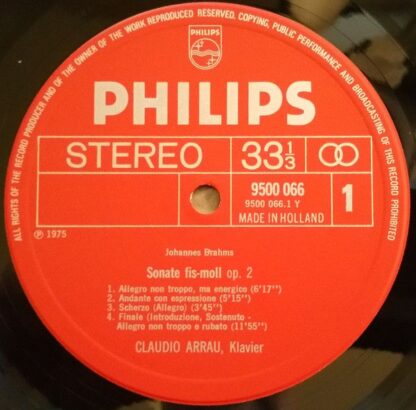 ALL RIGHTS OF THE RECORD PRODUCER AND OF THE OWNER OF THE WORK REPRODUCED RESERVED. COPYING, PUBLIC PERFORMANCE AND BROADCASTING OF THIS RECORD PROHIBITED
PHILIPS
PHILIPS
STEREO 33 1/3
9500 066
9500 066.1 Y
MADE IN HOLLAND
1
℗ 1975
Johannes Brahms
Sonate fis-moll op. 2
1. Allegro non troppo, ma energico (6'17")
2. Andante con espressione (5'15")
3. Scherzo (Allegro) (3'45")
4. Finale (Introduzione, Sostenuto -
Allegro non troppo e rubato) (11'55")
CLAUDIO ARRAU, Klavier